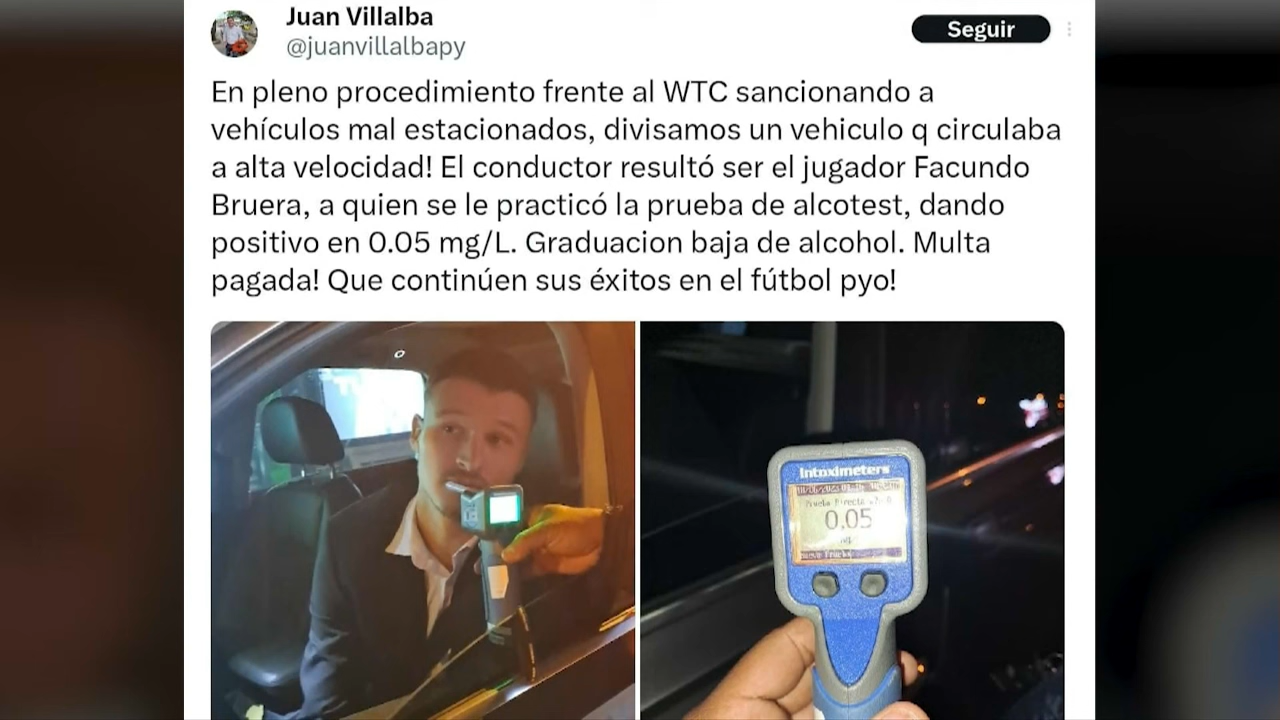 Juan Villalba
@juanvillalbapy
Seguir
En pleno procedimiento frente al WTC sancionando a
vehículos mal estacionados, divisamos un vehiculo q circulaba
a alta velocidad! El conductor resultó ser el jugador Facundo
Bruera, a quien se le practicó la prueba de alcotest, dando
positivo en 0.05 mg/L. Graduacion baja de alcohol. Multa
pagada! Que continúen sus éxitos en el fútbol pyo!
Intoximeters
0,05